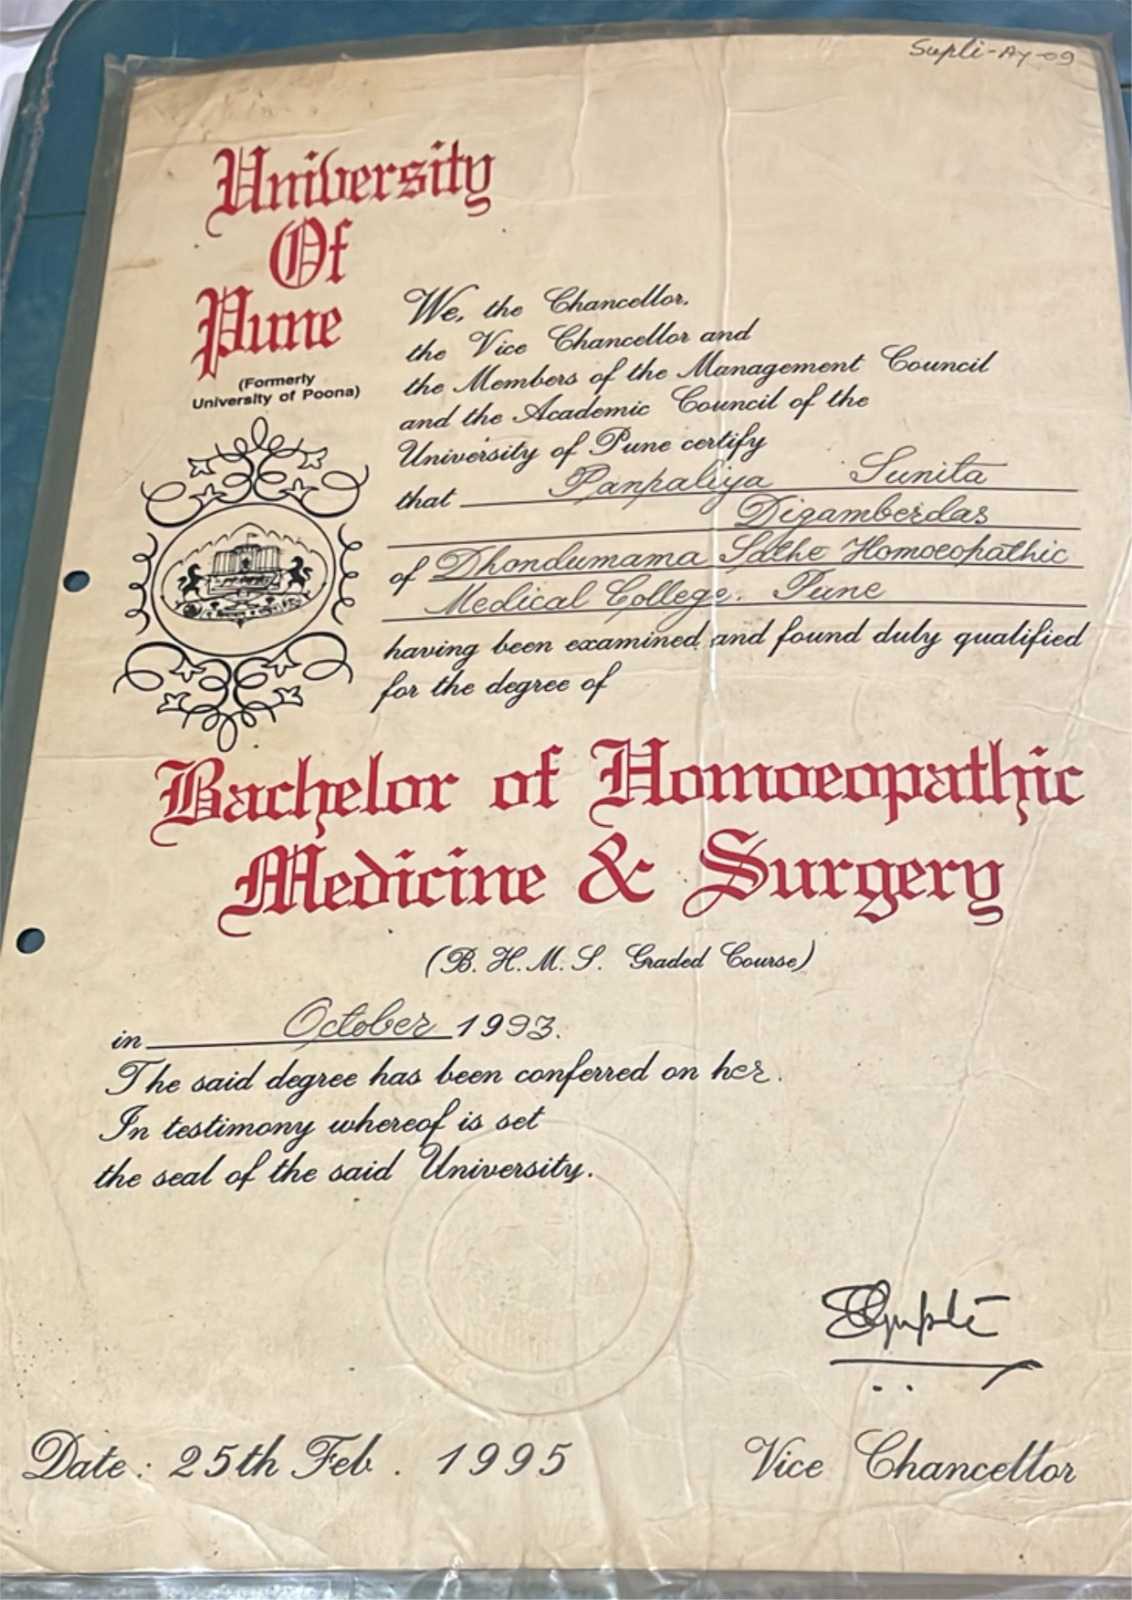 Supli-Ay-09
University
Of
Pune
(Formerly
University of Poona)
We, the Chancellor,
the Vice Chancellor and
the Members of the Management Council
and the Academic Council of the
University of Pune certify
that Panpaliya Sunita
Digamberdas
of Dhondumama Sathe Homoeopathic
Medical College. Pune
having been examined and found duly qualified
for the degree of
Bachelor of Homoeopathic
Medicine & Surgery
(B. H. M. S. Graded Course)
in October 1993.
The said degree has been conferred on her.
In testimony whereof is set
the seal of the said University.
Date: 25th Feb. 1995
Vice Chancellor